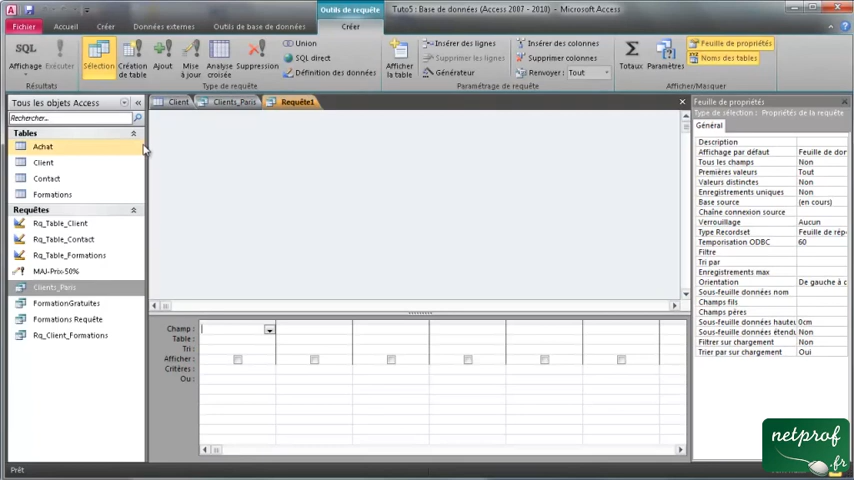 Outils de requête
Tuto5 : Base de données (Access 2007 - 2010) - Microsoft Access
Fichier
Accueil
Créer
Données externes
Outils de base de données
Créer
SQL
Affichage
Exécuter
Résultats
Sélection
Création de table
Ajout
Mise à jour
Analyse croisée
Suppression
Union
SQL direct
Définition des données
Type de requête
Afficher la table
Insérer des lignes
Supprimer les lignes
Générateur
Insérer des colonnes
Supprimer colonnes
Renvoyer : Tout
Paramétrage de requête
Totaux
Paramètres
Feuille de propriétés
Noms des tables
Afficher/Masquer
Tous les objets Access
Rechercher...
Tables
Achat
Client
Contact
Formations
Requêtes
Rq_Table_Client
Rq_Table_Contact
Rq_Table_Formations
MAJ-Prix-50%
Clients_Paris
FormationGratuites
Formations Requête
Rq_Client_Formations
Client
Clients_Paris
Requête1
Champ :
Table :
Tri :
Afficher :
Critères :
Ou :
Feuille de propriétés
Type de sélection : Propriétés de la requête
Général
Description
Affichage par défaut Feuille de don
Tous les champs Non
Premières valeurs Tout
Valeurs distinctes Non
Enregistrements uniques Non
Base source (en cours)
Chaîne connexion source
Verrouillage Aucun
Type Recordset Feuille de rép
Temporisation ODBC 60
Filtre
Tri par
Enregistrements max
Orientation De gauche à d
Sous-feuille données nom
Champs fils
Champs pères
Sous-feuille données hauteu 0cm
Sous-feuille données étendu Non
Filtrer sur chargement Non
Trier par sur chargement Oui
netprof
.fr
Prêt